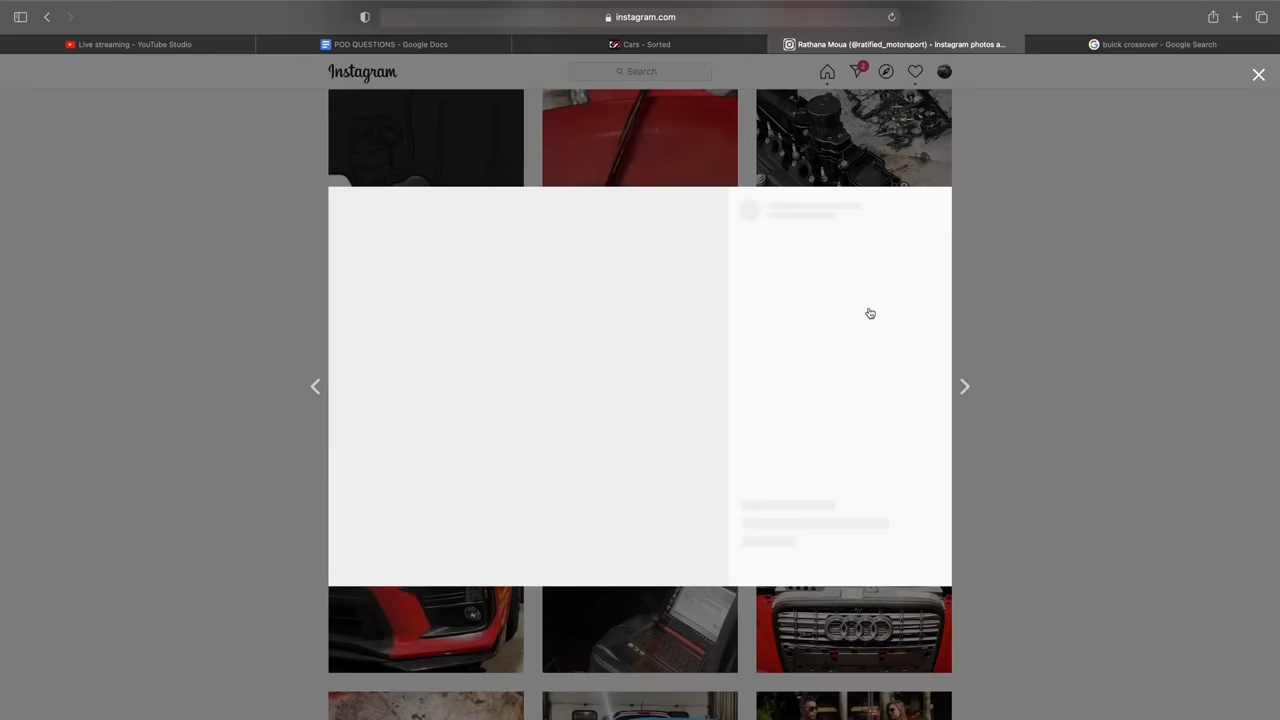 instagram.com
Live streaming - YouTube Studio
POD QUESTIONS - Google Docs
Cars - Sorted
Rathana Moua (@ratified_motorsport) • Instagram photos a...
buick crossover - Google Search
Instagram
Search
2